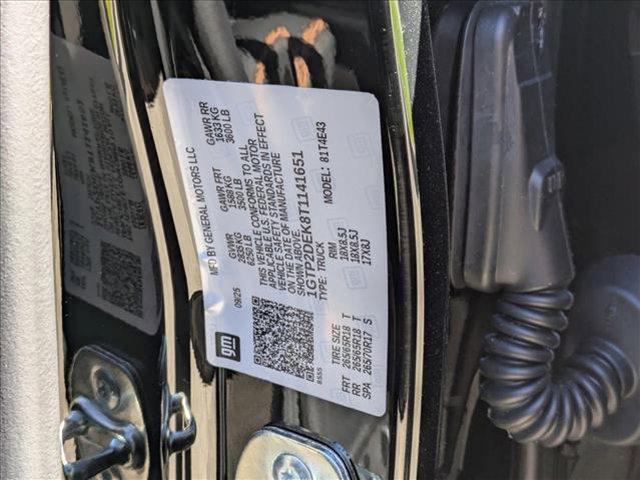 gm
MFD BY GENERAL MOTORS LLC
09/25
GVWR
GAWR FRT
GAWR RR
2835 KG
1588 KG
1633 KG
6250 LB
3500 LB
3600 LB
THIS VEHICLE CONFORMS TO ALL
APPLICABLE U.S. FEDERAL MOTOR
VEHICLE SAFETY STANDARDS IN EFFECT
ON THE DATE OF MANUFACTURE
SHOWN ABOVE.
1GTP2DEK8T1141651
TYPE: TRUCK
MODEL: 81T4E43
TIRE SIZE
RIM
FRT 265/65R18 T 18X8.5J
RR 265/65R18 T 18X8.5J
SPA 265/70R17 S 17X8J